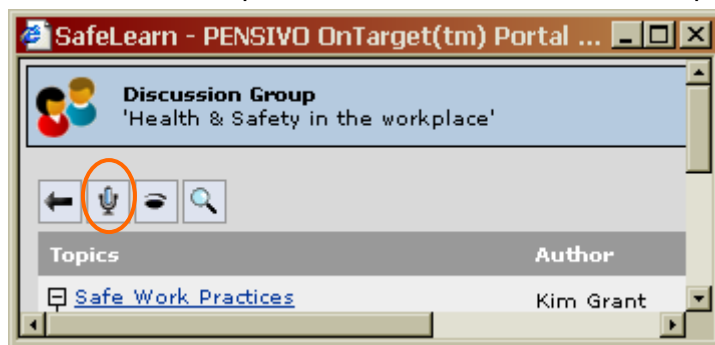 SafeLearn - PENSIVO OnTarget(tm) Portal ...
Discussion Group
'Health & Safety in the workplace'
Topics Author
Safe Work Practices Kim Grant